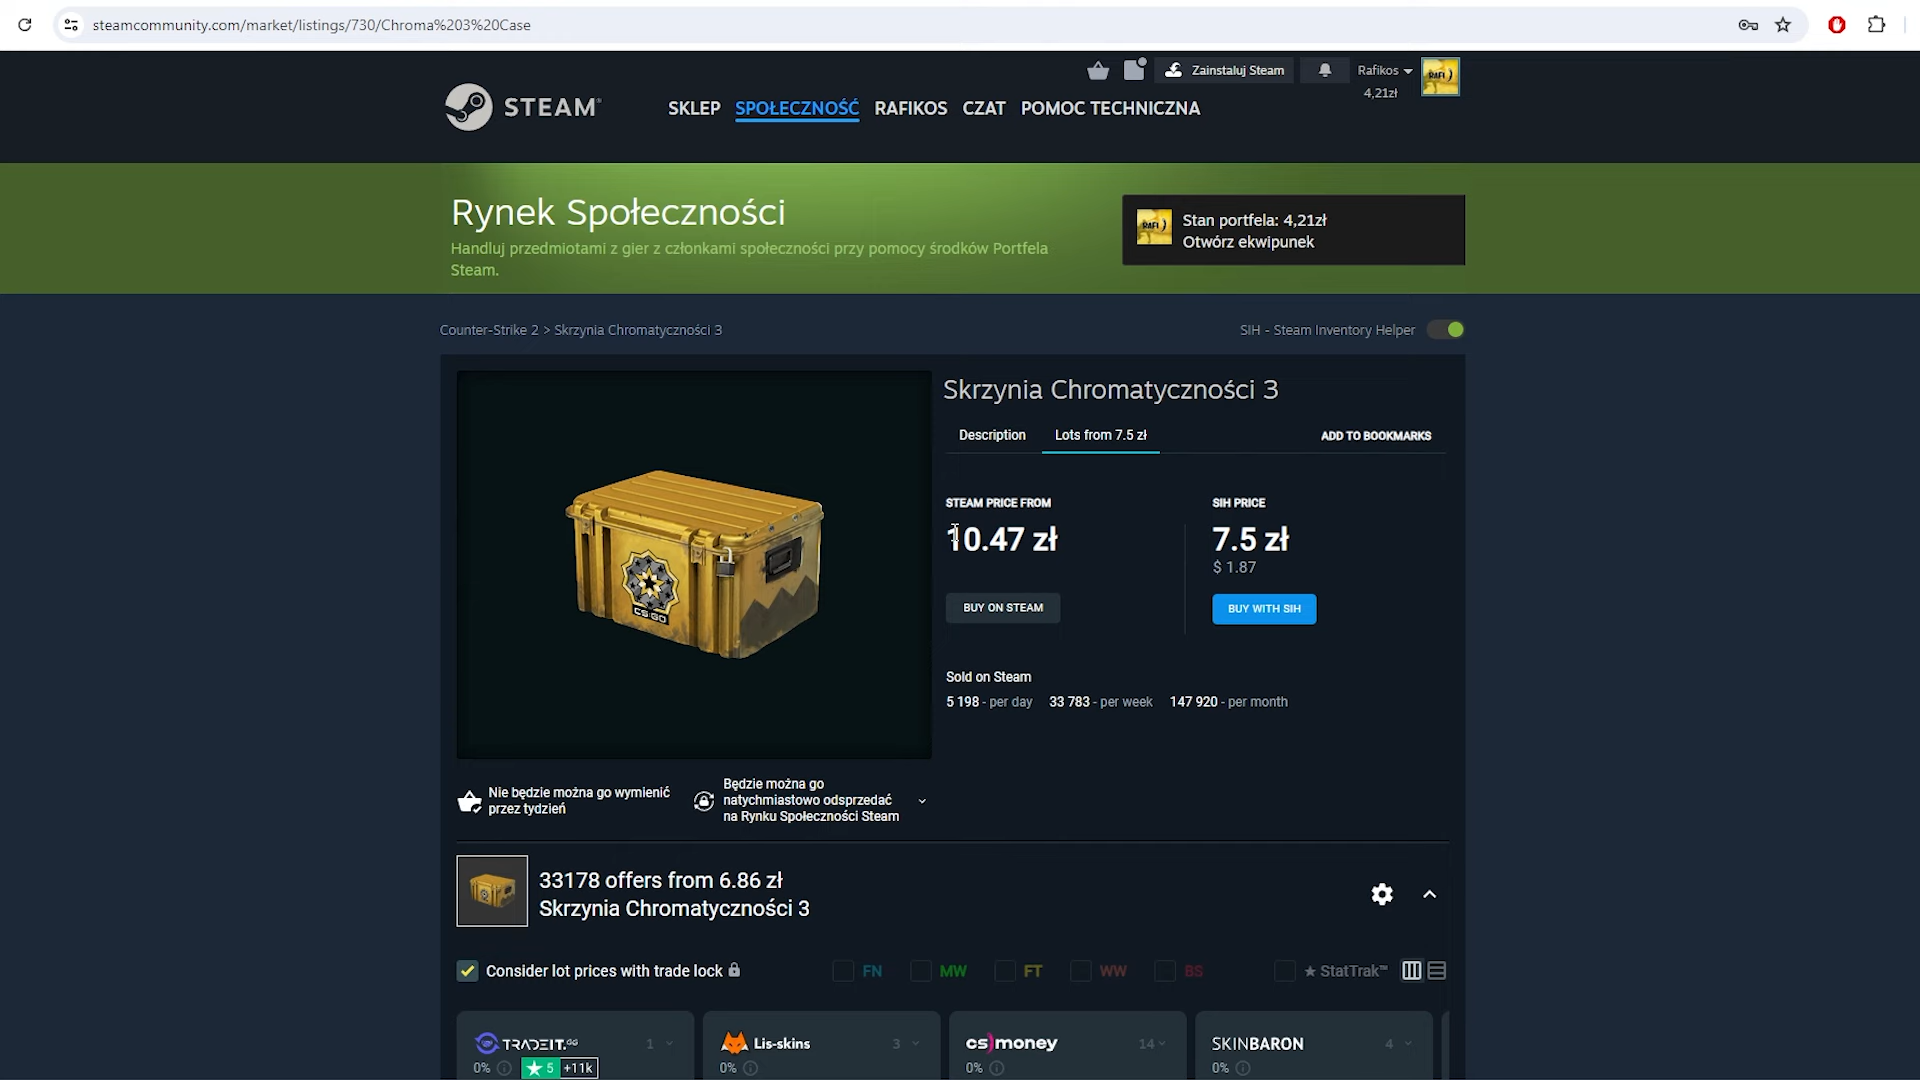 steamcommunity.com/market/listings/730/Chroma%203%20Case
Zainstaluj Steam
Rafikos
4,21zł
RAFI )
STEAM®
SKLEP SPOŁECZNOŚĆ RAFIKOS CZAT POMOC TECHNICZNA
Rynek Społeczności
Handluj przedmiotami z gier z członkami społeczności przy pomocy środków Portfela
Steam.
RAFI )
Stan portfela: 4,21zł
Otwórz ekwipunek
Counter-Strike 2 > Skrzynia Chromatyczności 3
SIH - Steam Inventory Helper
Skrzynia Chromatyczności 3
Description Lots from 7.5 zł ADD TO BOOKMARKS
STEAM PRICE FROM
10.47 zł
BUY ON STEAM
SIH PRICE
7.5 zł
$ 1.87
BUY WITH SIH
CS:GO
Sold on Steam
5 198 - per day 33 783 - per week 147 920 - per month
Nie będzie można go wymienić
przez tydzień
Będzie można go
natychmiastowo odsprzedać
na Rynku Społeczności Steam
33178 offers from 6.86 zł
Skrzynia Chromatyczności 3
Consider lot prices with trade lock FN MW FT WW BS ★ StatTrak™
TRADEIT.GG 1
0% ★ 5 +11k
Lis-skins 3
0%
cs)money 14
0%
SKINBARON 4
0%